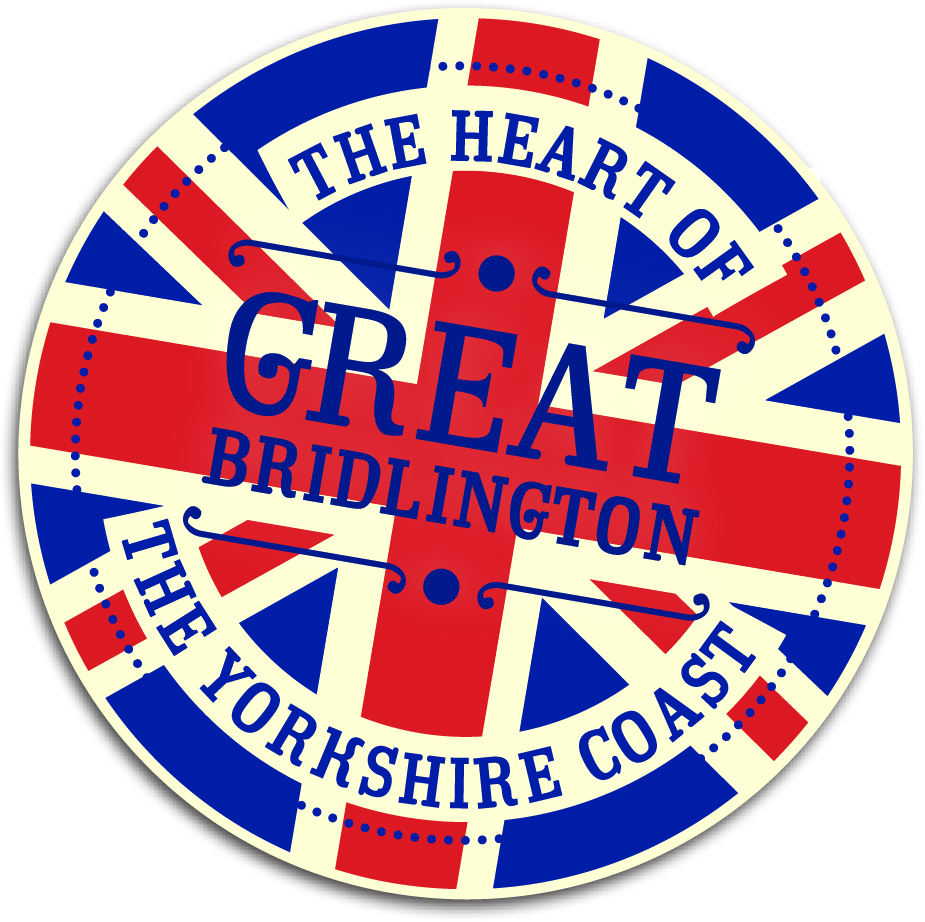 THE HEART OF
GREAT
BRIDLINGTON
THE YORKSHIRE COAST